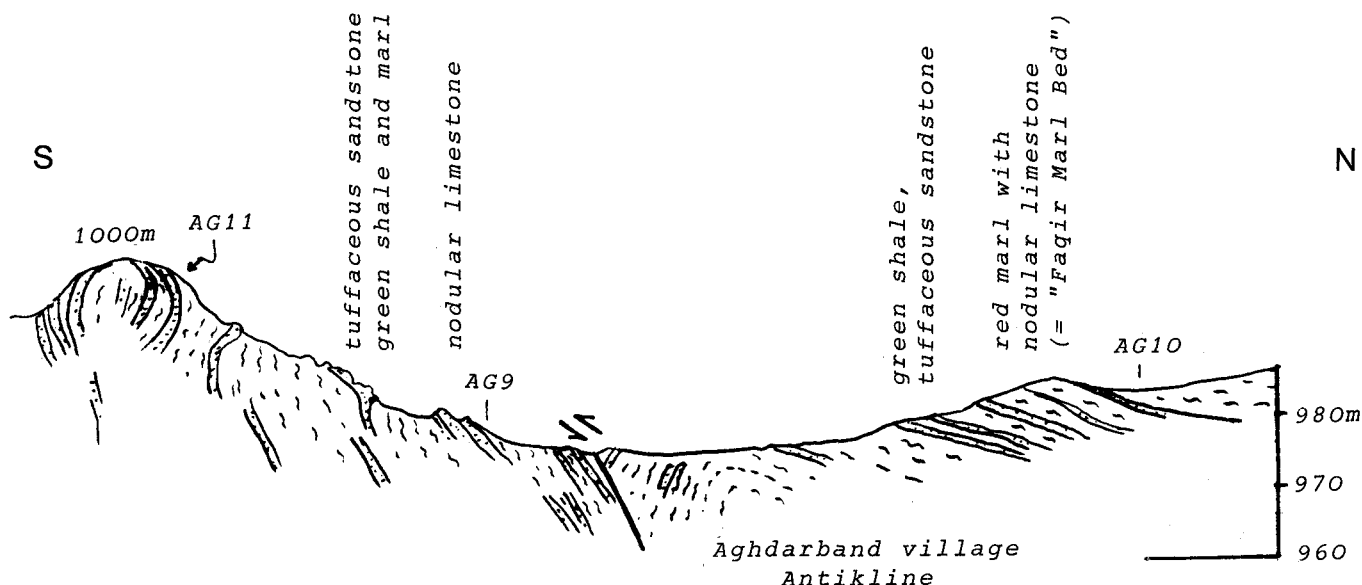 S
N
tuffaceous sandstone
green shale and marl
nodular limestone
green shale,
tuffaceous sandstone
red marl with
nodular limestone
(= "Faqir Marl Bed")
1000m
AG11
AG9
AG10
980m
970
960
Aghdarband village
Antikline